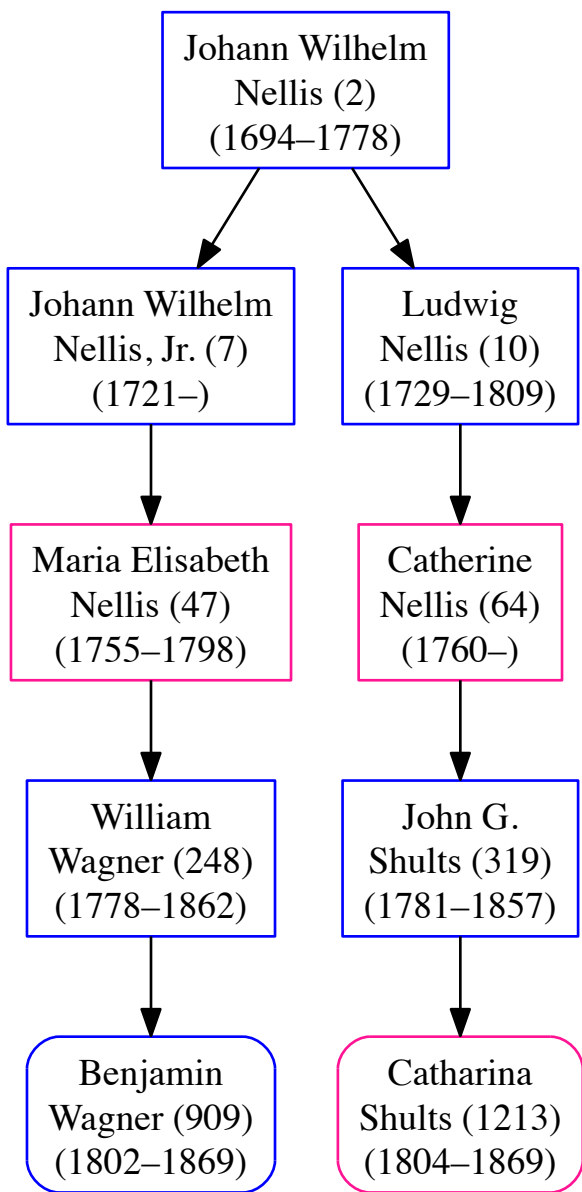 Johann Wilhelm
Nellis (2)
(1694–1778)
Johann Wilhelm
Nellis, Jr. (7)
(1721–)
Ludwig
Nellis (10)
(1729–1809)
Maria Elisabeth
Nellis (47)
(1755–1798)
Catherine
Nellis (64)
(1760–)
William
Wagner (248)
(1778–1862)
John G.
Shults (319)
(1781–1857)
Benjamin
Wagner (909)
(1802–1869)
Catharina
Shults (1213)
(1804–1869)